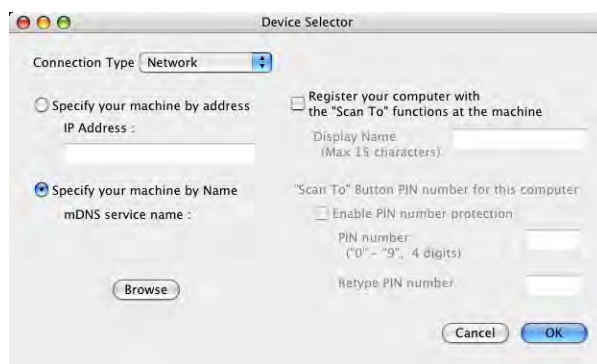 Device Selector
Connection Type Network
Specify your machine by address
IP Address :
Specify your machine by Name
mDNS service name :
Browse
Register your computer with
the "Scan To" functions at the machine
Display Name
(Max 15 characters)
"Scan To" Button PIN number for this computer
Enable PIN number protection
PIN number
("0" - "9", 4 digits)
Retype PIN number
Cancel OK